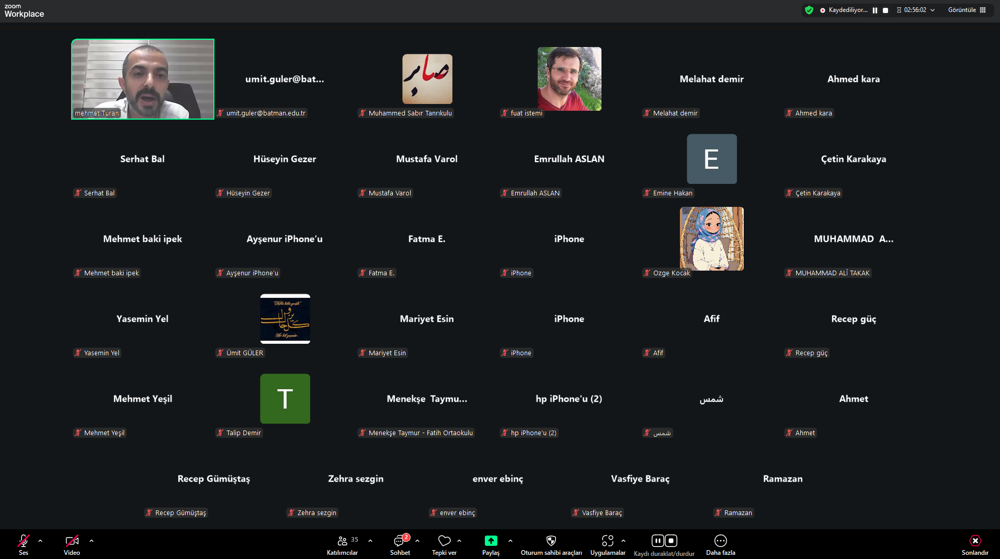 zoom
Workplace
Kaydediliyor...
02:56:02
Görüntüle
mehmet Turan
umit.guler@bat...
umit.guler@batman.edu.tr
صابر
Muhammed Sabır Tanrıkulu
fuat istemi
Melahat demir
Melahat demir
Ahmed kara
Ahmed kara
Serhat Bal
Serhat Bal
Hüseyin Gezer
Hüseyin Gezer
Mustafa Varol
Mustafa Varol
Emrullah ASLAN
Emrullah ASLAN
E
Emine Hakan
Çetin Karakaya
Çetin Karakaya
Mehmet baki ipek
Mehmet baki ipek
Ayşenur iPhone’u
Ayşenur iPhone’u
Fatma E.
Fatma E.
iPhone
iPhone
Ozge Kocak
MUHAMMAD A...
MUHAMMAD ALÎ TAKAK
Yasemin Yel
Yasemin Yel
Ümit GÜLER
Mariyet Esin
Mariyet Esin
iPhone
iPhone
Afif
Afif
Recep güç
Recep güç
Mehmet Yeşil
Mehmet Yeşil
T
Talip Demir
Menekşe Taymu...
Menekşe Taymur - Fatih Ortaokulu
hp iPhone'u (2)
hp iPhone'u (2)
شمس
شمس
Ahmet
Ahmet
Recep Gümüştaş
Recep Gümüştaş
Zehra sezgin
Zehra sezgin
enver ebinç
enver ebinç
Vasfiye Baraç
Vasfiye Baraç
Ramazan
Ramazan
Ses
Video
35
Katılımcılar
2
Sohbet
Tepki ver
Paylaş
Oturum sahibi araçları
Uygulamalar
Kaydı duraklat/durdur
Daha fazla
Sonlandır